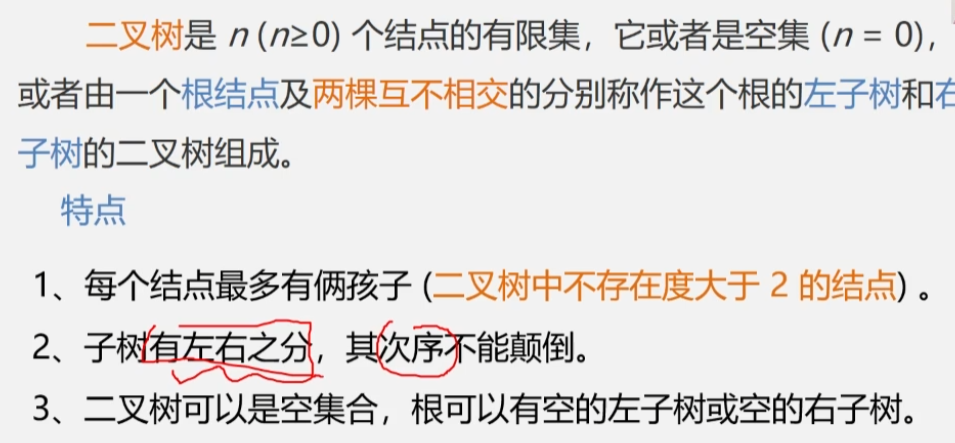 二叉树是 n (n≥0) 个结点的有限集，它或者是空集 (n = 0)，
或者由一个根结点及两棵互不相交的分别称作这个根的左子树和右
子树的二叉树组成。
特点
1、每个结点最多有俩孩子 (二叉树中不存在度大于 2 的结点) 。
2、子树有左右之分，其次序不能颠倒。
3、二叉树可以是空集合，根可以有空的左子树或空的右子树。